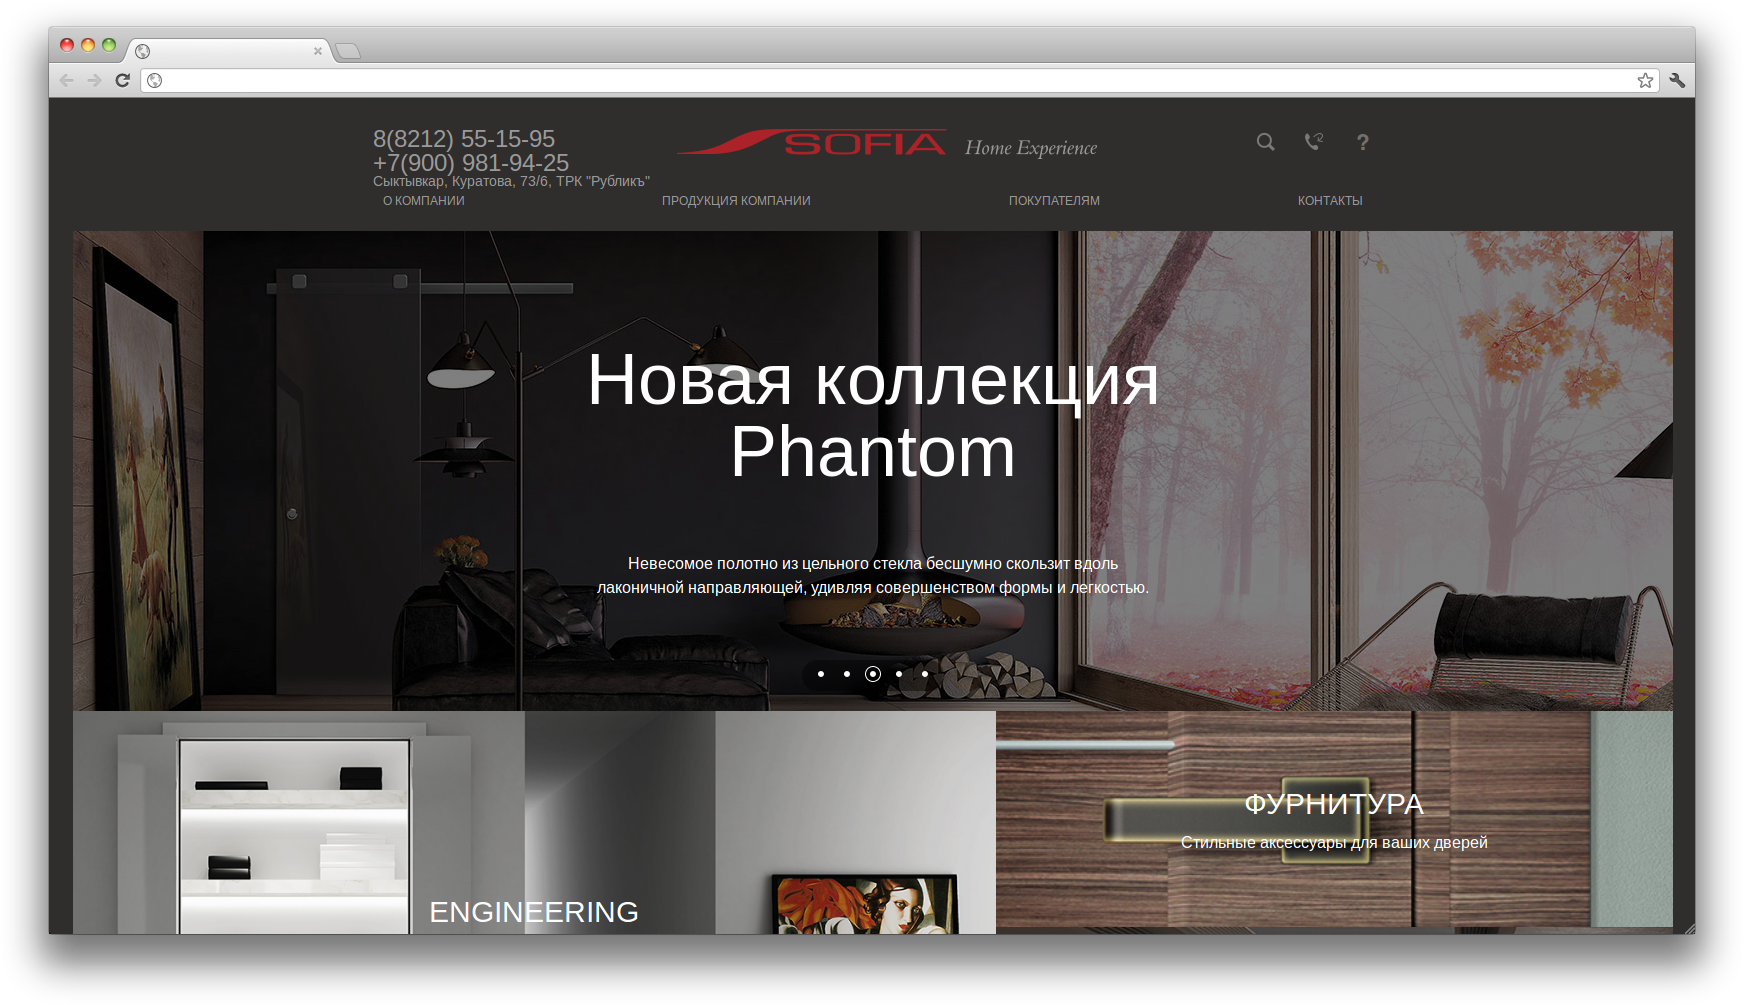 8(8212) 55-15-95
+7(900) 981-94-25
Сыктывкар, Куратова, 73/6, ТРК "Рубликъ"
SOFIA Home Experience
О КОМПАНИИ
ПРОДУКЦИЯ КОМПАНИИ
ПОКУПАТЕЛЯМ
КОНТАКТЫ
Новая коллекция
Phantom
Невесомое полотно из цельного стекла бесшумно скользит вдоль
лаконичной направляющей, удивляя совершенством формы и легкостью.
ФУРНИТУРА
Стильные аксессуары для ваших дверей
ENGINEERING